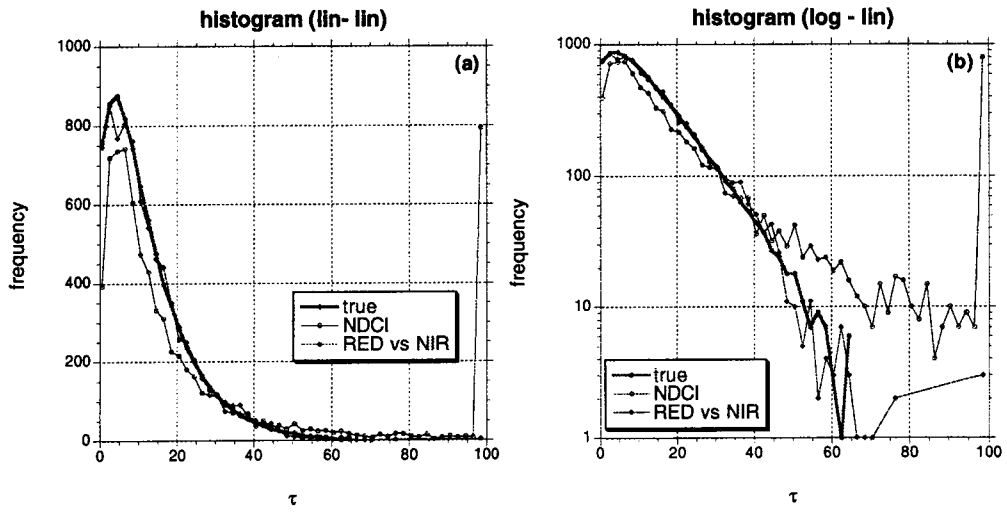 histogram (lin- lin)
(a)
1000
800
600
400
200
0
0 20 40 60 80 100
frequency
τ
true
NDCI
RED vs NIR
histogram (log - lin)
(b)
1000
100
10
1
0 20 40 60 80 100
frequency
τ
true
NDCI
RED vs NIR